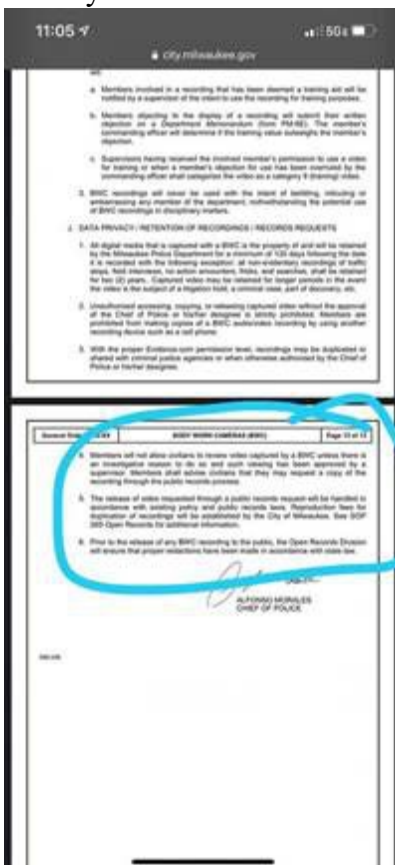 11:05
50%
city.milwaukee.gov
a. Members involved in a recording that has been deemed a training aid will be
notified by a supervisor of the intent to use the recording for training purposes.
b. Members objecting to the display of a recording will submit their written
objection on a Department Memorandum (form PM-9E). The member's
commanding officer will determine if the training value outweighs the member's
objection.
c. Supervisors having received the involved member's permission to use a video
for training or when a member's objection for use has been overruled by the
commanding officer shall categorize the video as a category 9 (training) video.
3. BWC recordings will never be used with the intent of belittling, ridiculing or
embarrassing any member of the department, notwithstanding the potential use
of BWC recordings in disciplinary matters.
J. DATA PRIVACY / RETENTION OF RECORDINGS / RECORDS REQUESTS
1. All digital media that is captured with a BWC is the property of and will be retained
by the Milwaukee Police Department for a minimum of 130 days following the date
it is recorded with the following exception: all non-evidentiary recordings of traffic
stops, field interviews, no action encounters, frisks, and searches, shall be retained
for two (2) years. Captured video may be retained for longer periods in the event
the video is the subject of a litigation hold, a criminal case, part of discovery, etc.
2. Unauthorized accessing, copying, or releasing captured video without the approval
of the Chief of Police or his/her designee is strictly prohibited. Members are
prohibited from making copies of a BWC audio/video recording by using another
recording device such as a cell phone.
3. With the proper Evidence.com permission level, recordings may be duplicated or
shared with criminal justice agencies or when otherwise authorized by the Chief of
Police or his/her designee.
General Order
BODY WORN CAMERAS (BWC)
Page 13 of 13
4. Members will not allow civilians to review video captured by a BWC unless there is
an investigative reason to do so and such viewing has been approved by a
supervisor. Members shall advise civilians that they may request a copy of the
recording through the public records process.
5. The release of video requested through a public records request will be handled in
accordance with existing policy and public records laws. Reproduction fees for
duplication of recordings will be established by the City of Milwaukee. See SOP
265 Open Records for additional information.
6. Prior to the release of any BWC recording to the public, the Open Records Division
will ensure that proper redactions have been made in accordance with state law.
ALFONSO MORALES
CHIEF OF POLICE